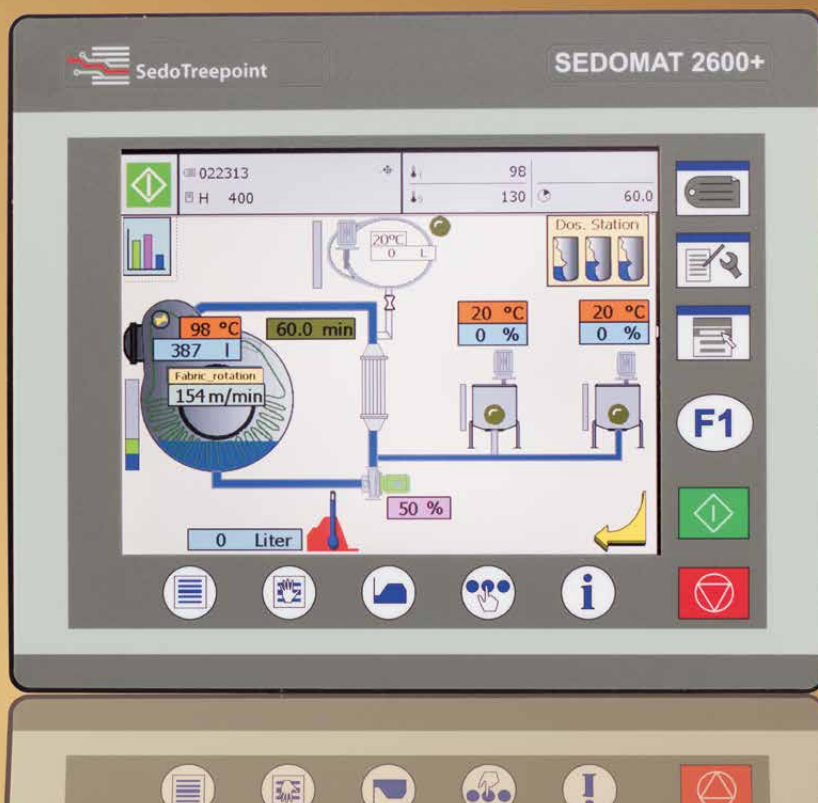 SedoTreepoint
SEDOMAT 2600+
022313
H 400
98
130
60.0
20°C
0 L
Dos. Station
98 °C
387 l
60.0 min
20 °C
0 %
20 °C
0 %
Fabric_rotation
154 m/min
F1
50 %
0 Liter
i